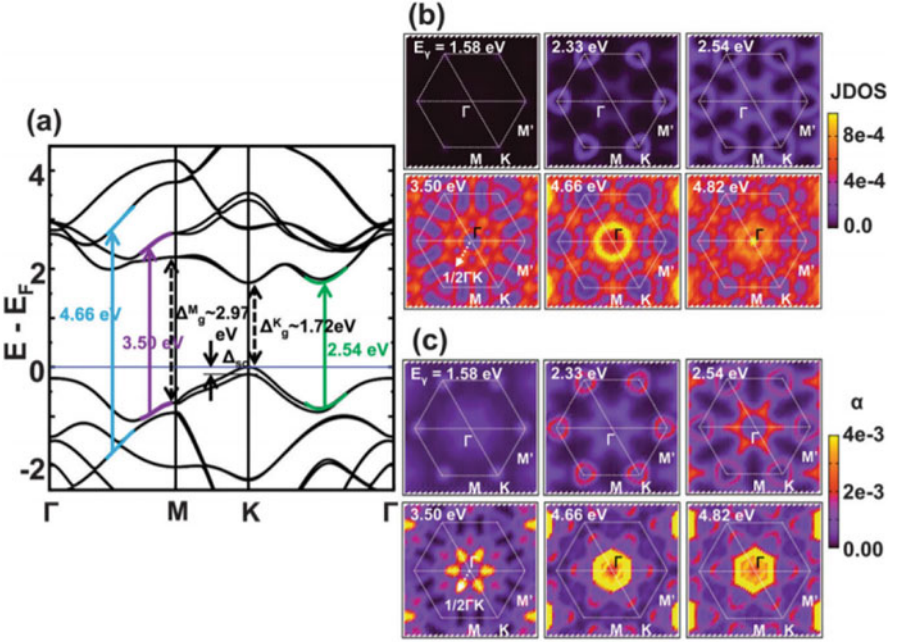 (a)
E - E_F
4
2
0
-2
4.66 eV
3.50 eV
Δ^M_g~2.97
eV
Δ^K_g~1.72eV
2.54 eV
Γ
M
K
Γ
(b)
E_γ = 1.58 eV
Γ
M'
M
K
2.33 eV
Γ
M'
M
K
2.54 eV
Γ
M'
M
K
3.50 eV
Γ
1/2ΓK
M'
M
K
4.66 eV
Γ
M'
M
K
4.82 eV
Γ
M'
M
K
JDOS
8e-4
4e-4
0.0
(c)
E_γ = 1.58 eV
Γ
M'
M
K
2.33 eV
Γ
M'
M
K
2.54 eV
Γ
M'
M
K
3.50 eV
Γ
1/2ΓK
M'
M
K
4.66 eV
Γ
M'
M
K
4.82 eV
Γ
M'
M
K
α
4e-3
2e-3
0.00